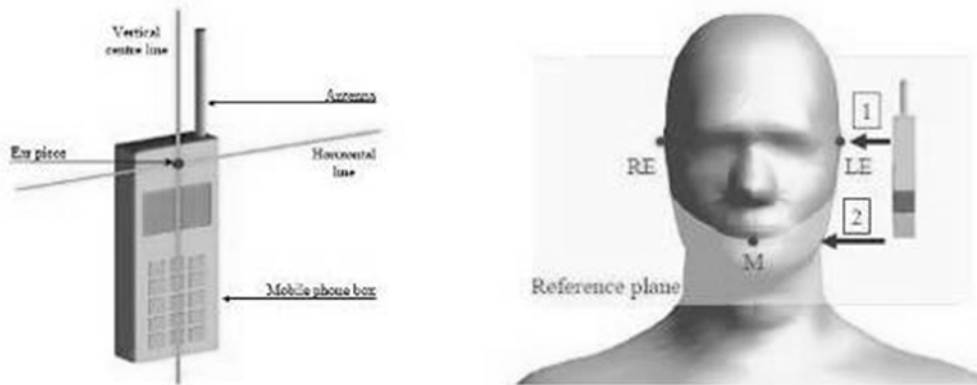 Vertical
centre line
Antenna
Ear piece
Horizontal
line
Mobile phone box
1
RE
LE
2
M
Reference plane